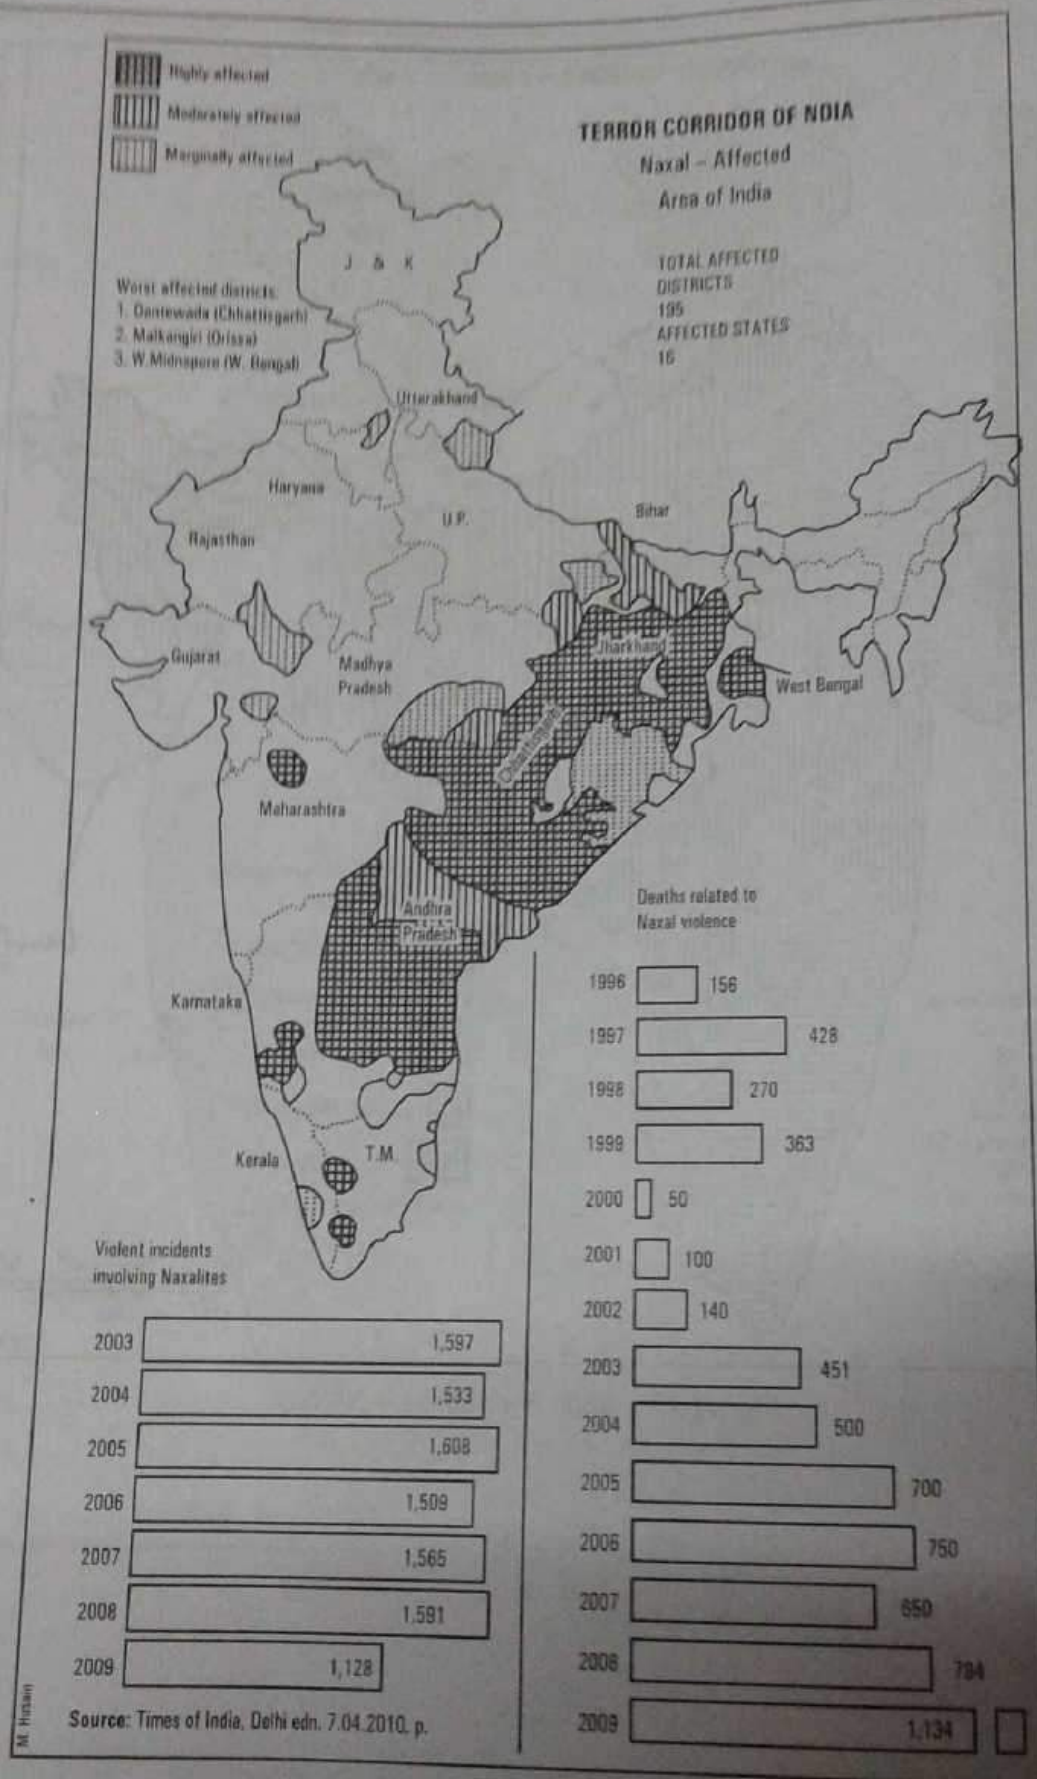 Highly affected
Moderately affected
Marginally affected
TERROR CORRIDOR OF NDIA
Naxal – Affected
Area of India
TOTAL AFFECTED
DISTRICTS
195
AFFECTED STATES
16
J & K
Worst affected districts
1. Dantewada (Chhattisgarh)
2. Malkangiri (Orissa)
3. W.Midnapore (W. Bengal)
Utterakhand
Haryana
U.P.
Bihar
Rajasthan
Gujarat
Madhya
Pradesh
Jharkhand
West Bengal
Chhattisgarh
Maharashtra
Andhra
Pradesh
Karnataka
Kerala
T.M.
Deaths related to
Naxal violence
1996 156
1997 428
1998 270
1999 363
2000 50
2001 100
2002 140
2003 451
2004 500
2005 700
2006 750
2007 650
2008 794
2009 1,134
Violent incidents
involving Naxalites
2003 1,597
2004 1,533
2005 1,608
2006 1,509
2007 1,565
2008 1,591
2009 1,128
Source: Times of India, Delhi edn. 7.04.2010, p.
M. Husain